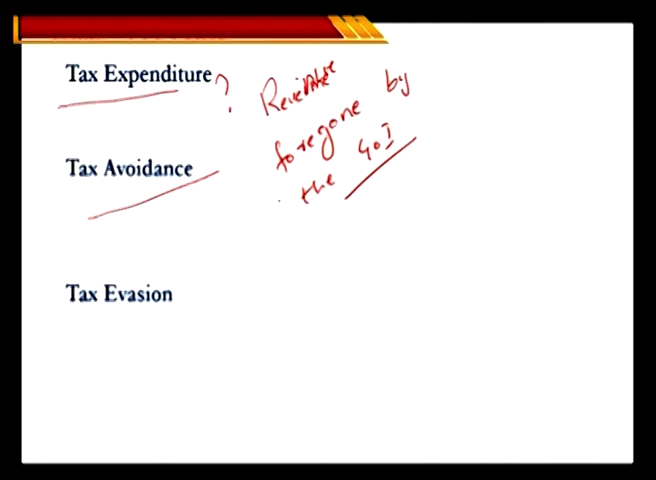 Tax Expenditure ?
Revenue
foregone by
the GOI
Tax Avoidance
Tax Evasion